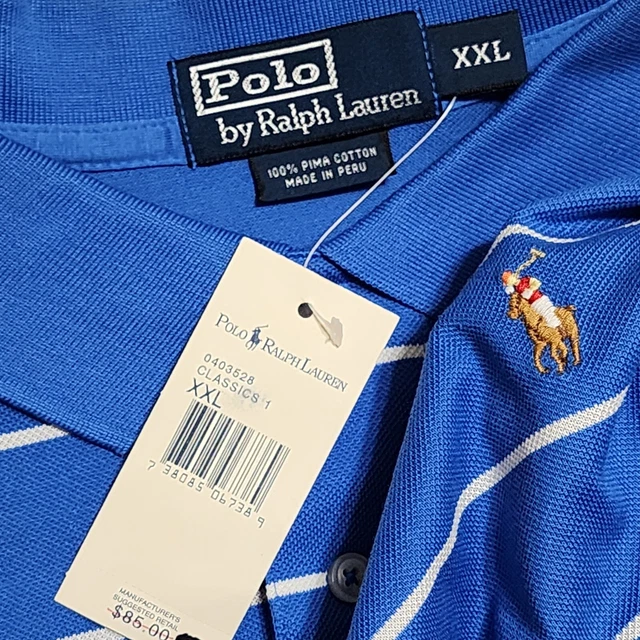 Polo
by Ralph Lauren
XXL
100% PIMA COTTON
MADE IN PERU
POLO RALPH LAUREN
0403528
CLASSICS 1
XXL
7 38085 06738 9
MANUFACTURER'S
SUGGESTED RETAIL
$85.00